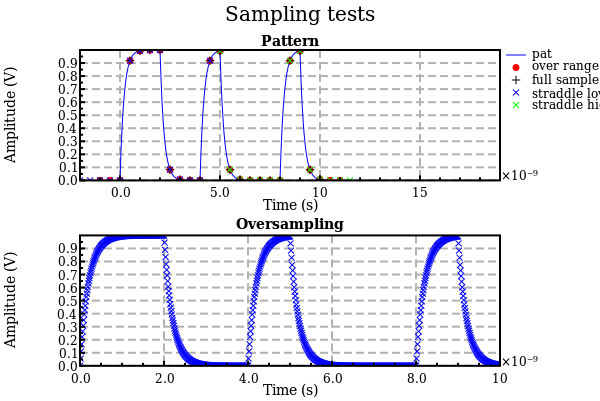 Sampling tests
Pattern
Amplitude (V)
0.9
0.8
0.7
0.6
0.5
0.4
0.3
0.2
0.1
0.0
0.0 5.0 10 15
×10⁻⁹
Time (s)
pat
over range
full sample
straddle lo
straddle hi
Oversampling
Amplitude (V)
0.9
0.8
0.7
0.6
0.5
0.4
0.3
0.2
0.1
0.0
0.0 2.0 4.0 6.0 8.0 10
×10⁻⁹
Time (s)